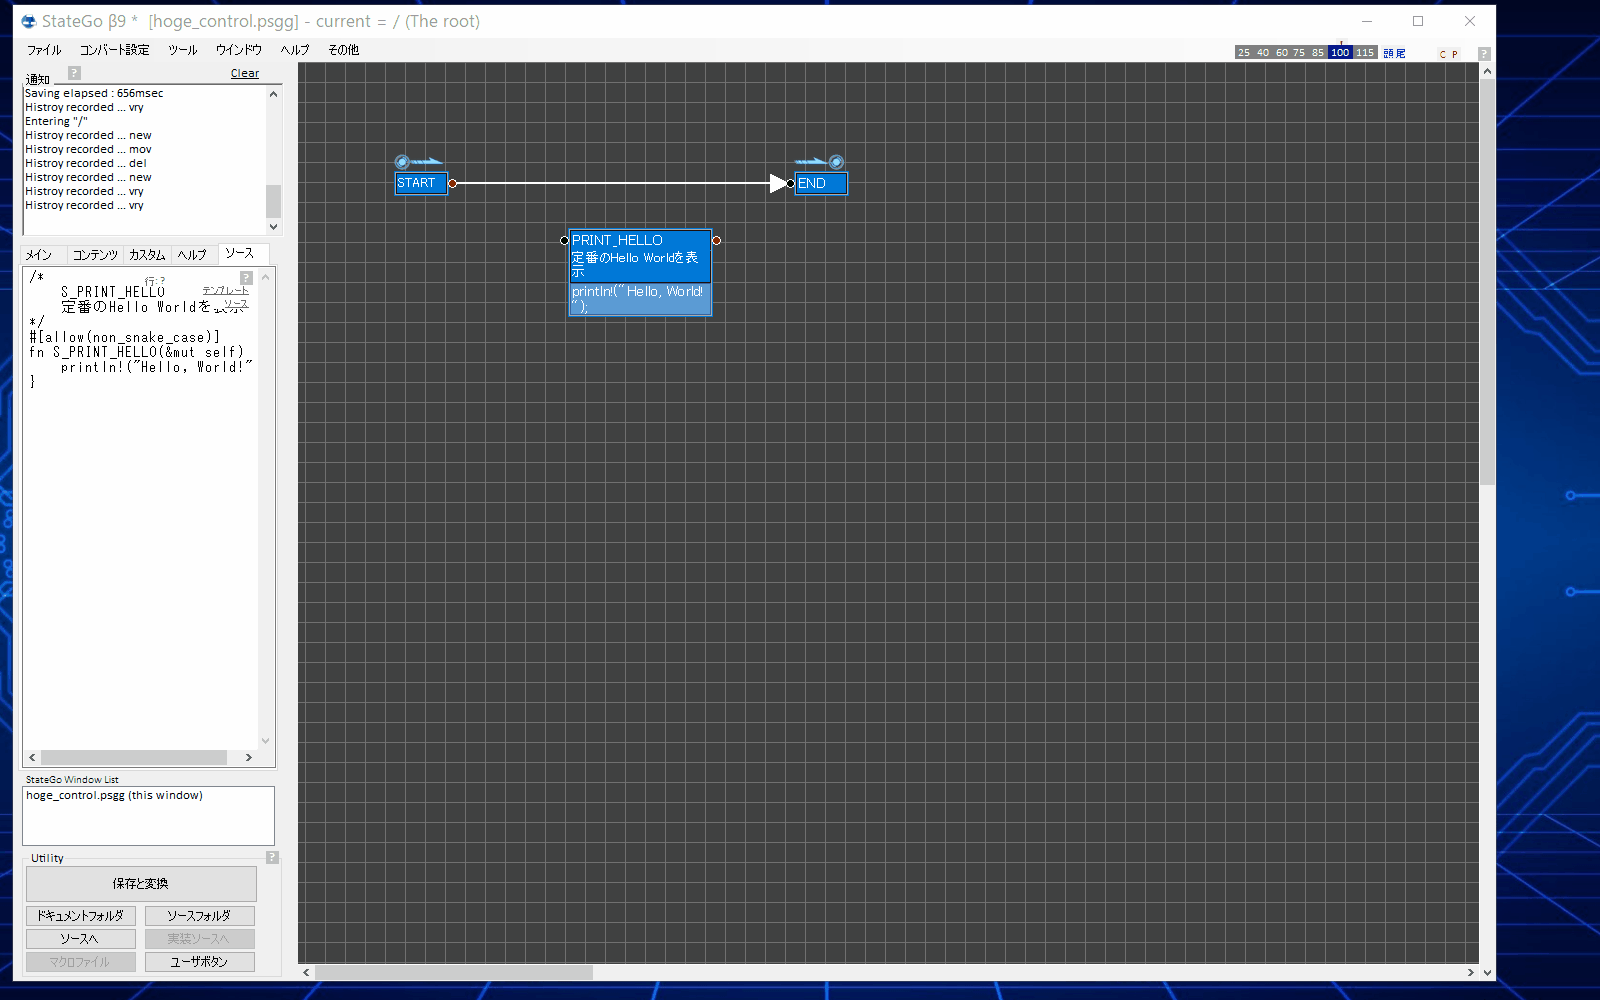 StateGo β9 * [hoge_control.psgg] - current = / (The root)
ファイル コンバート設定 ツール ウインドウ ヘルプ その他
25 40 60 75 85 100 115 頭 尾 C P ?
通知 ? Clear
Saving elapsed : 656msec
Histroy recorded ... vry
Entering "/"
Histroy recorded ... new
Histroy recorded ... mov
Histroy recorded ... del
Histroy recorded ... new
Histroy recorded ... vry
Histroy recorded ... vry
メイン コンテンツ カスタム ヘルプ ソース
/*
行:? ?
S_PRINT_HELLO テンプレート
定番のHello Worldを表示 ソース
*/
#[allow(non_snake_case)]
fn S_PRINT_HELLO(&mut self)
println!("Hello, World!"
}
StateGo Window List
hoge_control.psgg (this window)
Utility ?
保存と変換
ドキュメントフォルダ ソースフォルダ
ソースへ 実装ソースへ
マクロファイル ユーザボタン
START
END
PRINT_HELLO
定番のHello Worldを表
示
println!("Hello, World!
");